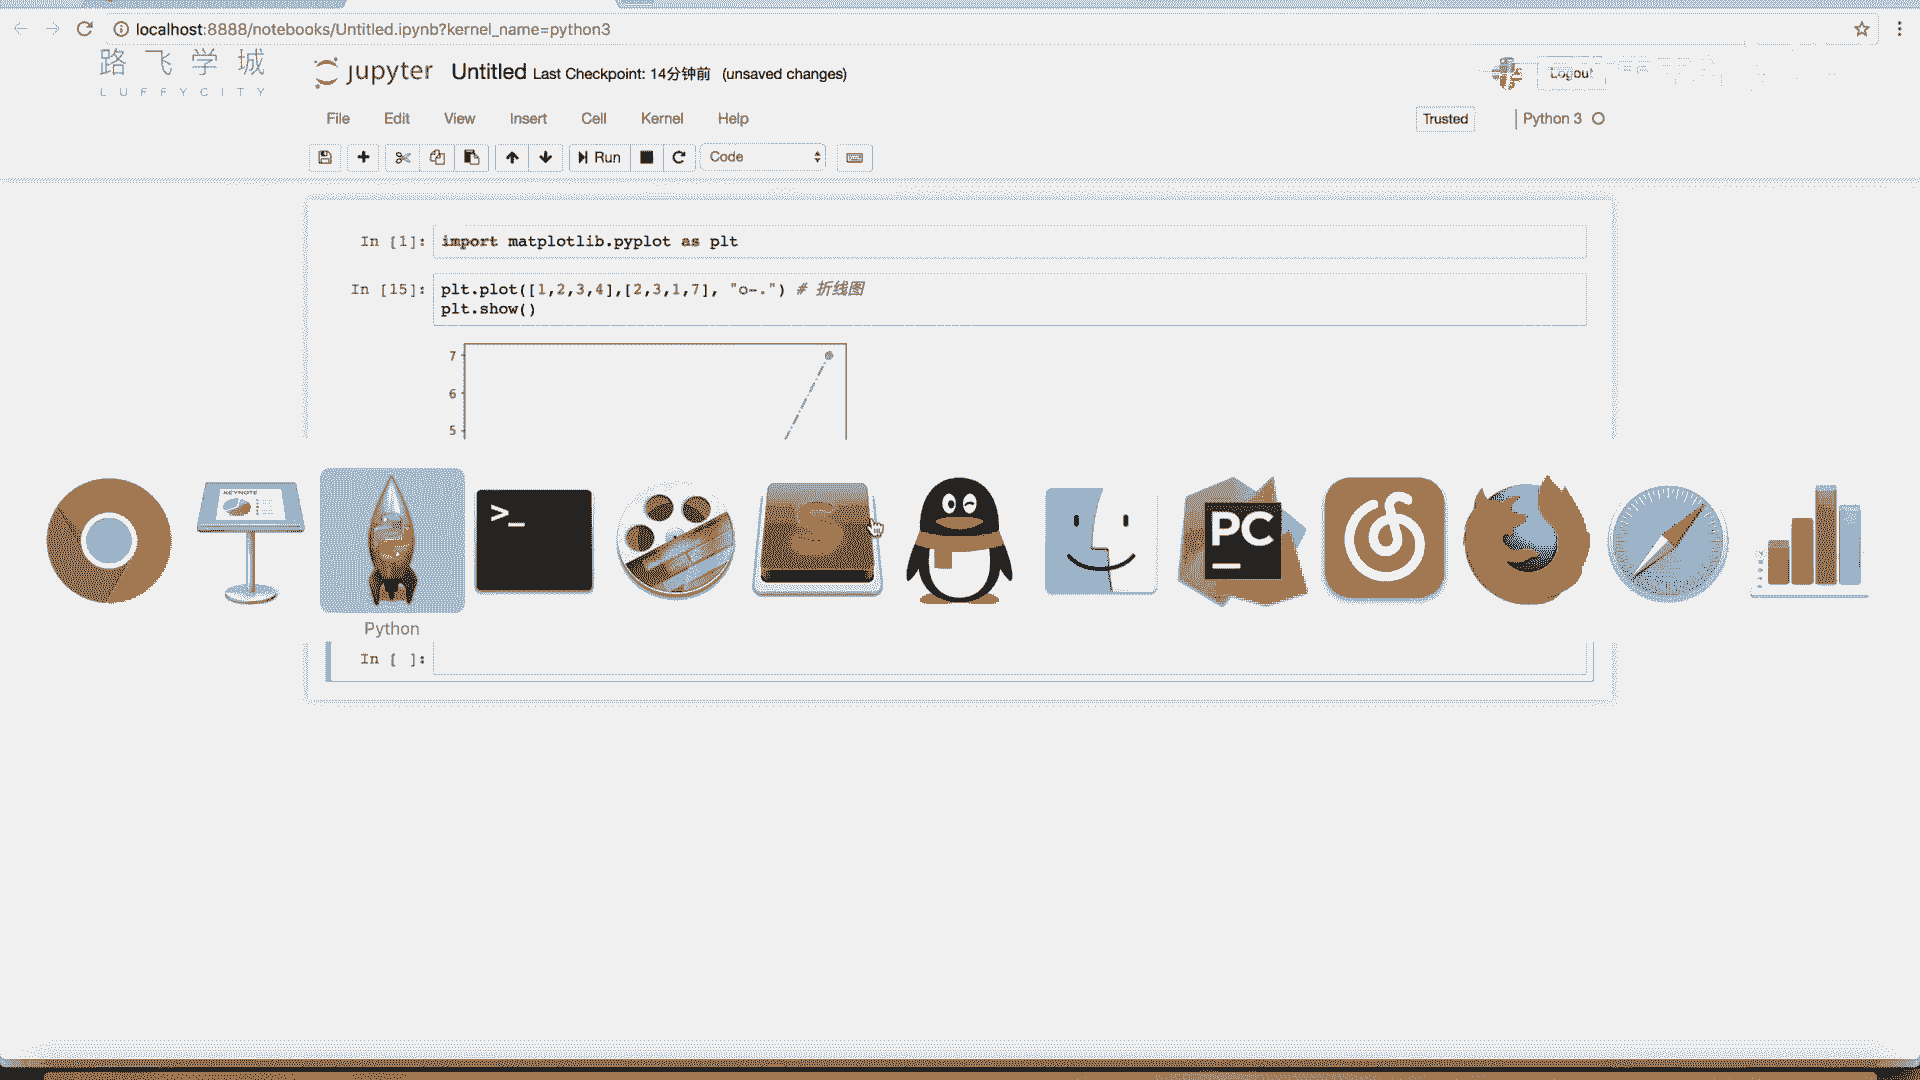 localhost:8888/notebooks/Untitled.ipynb?kernel_name=python3
路飞学城
LUFFYCITY
jupyter Untitled Last Checkpoint: 14分钟前 (unsaved changes)
Logout
File Edit View Insert Cell Kernel Help
Trusted
Python 3
Run
Code
In [1]: import matplotlib.pyplot as plt
In [15]: plt.plot([1,2,3,4],[2,3,1,7], "o-.") # 折线图
plt.show()
7
6
5
KEYNOTE
>_
PC
Python
In [ ]: